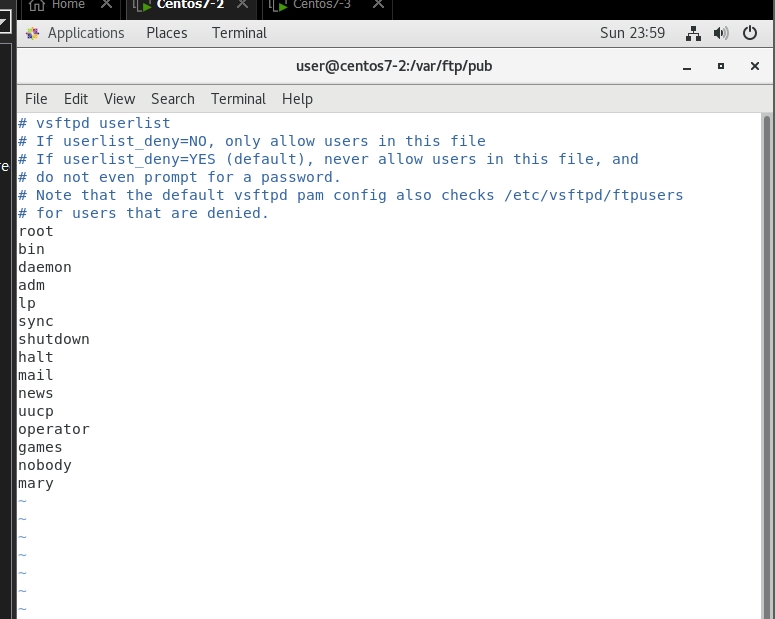 Home
Centos7-2
Centos7-3
Applications Places Terminal Sun 23:59
user@centos7-2:/var/ftp/pub
File Edit View Search Terminal Help
# vsftpd userlist
# If userlist_deny=NO, only allow users in this file
# If userlist_deny=YES (default), never allow users in this file, and
re
# do not even prompt for a password.
# Note that the default vsftpd pam config also checks /etc/vsftpd/ftpusers
# for users that are denied.
root
bin
daemon
adm
lp
sync
shutdown
halt
mail
news
uucp
operator
games
nobody
mary
~
~
~
~
~
~
~